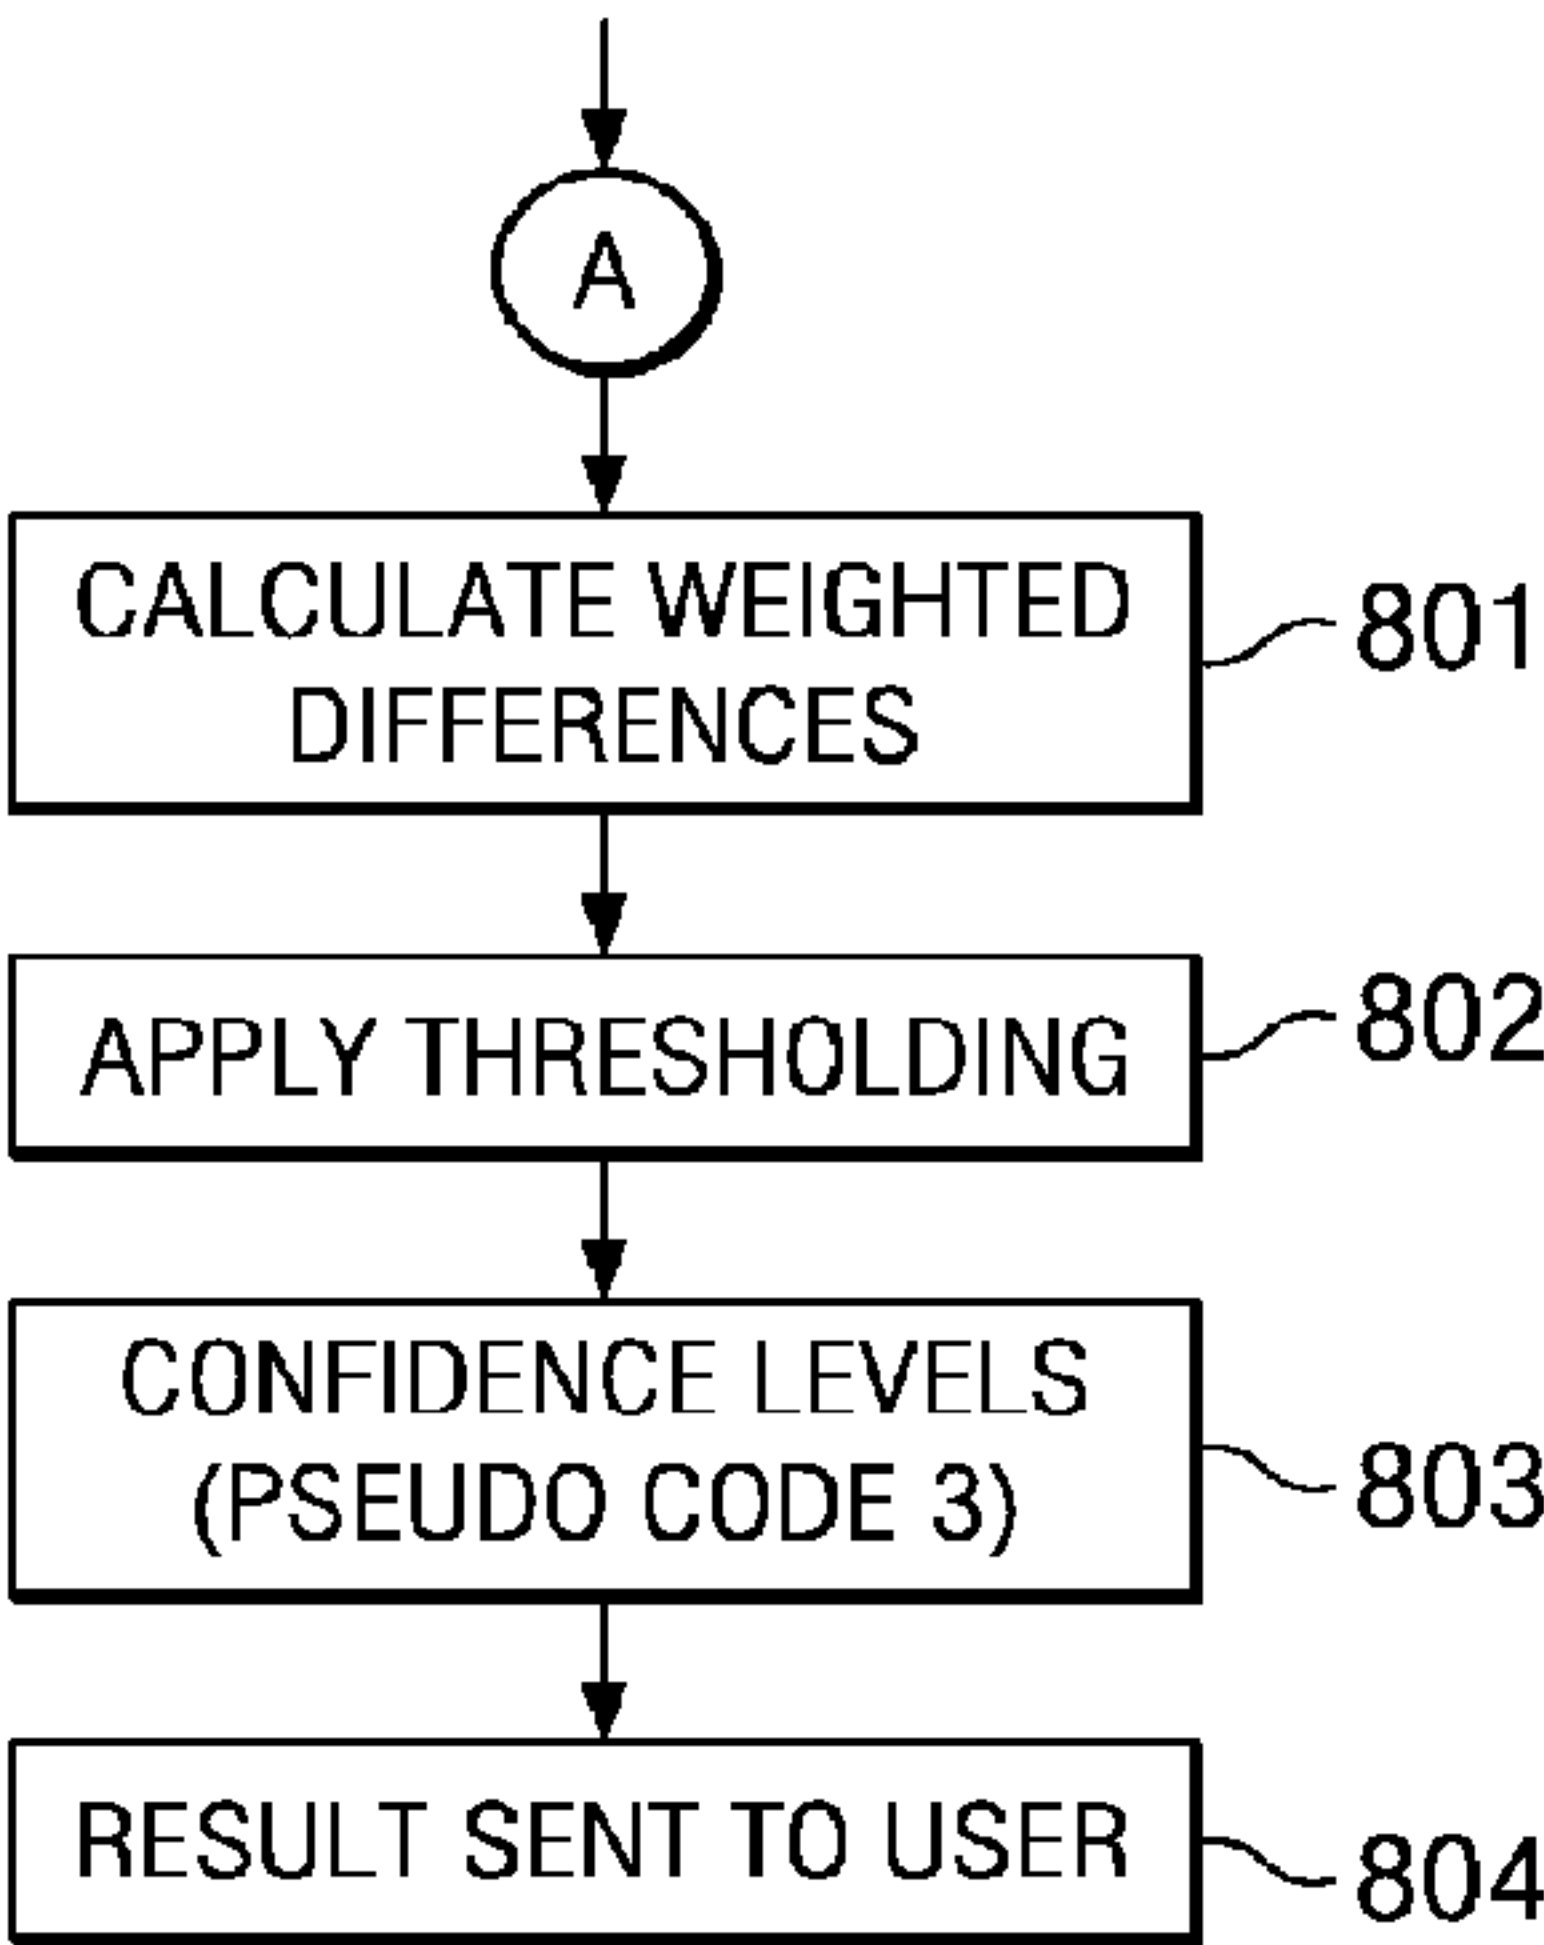 A
CALCULATE WEIGHTED
DIFFERENCES
801
APPLY THRESHOLDING
802
CONFIDENCE LEVELS
(PSEUDO CODE 3)
803
RESULT SENT TO USER
804